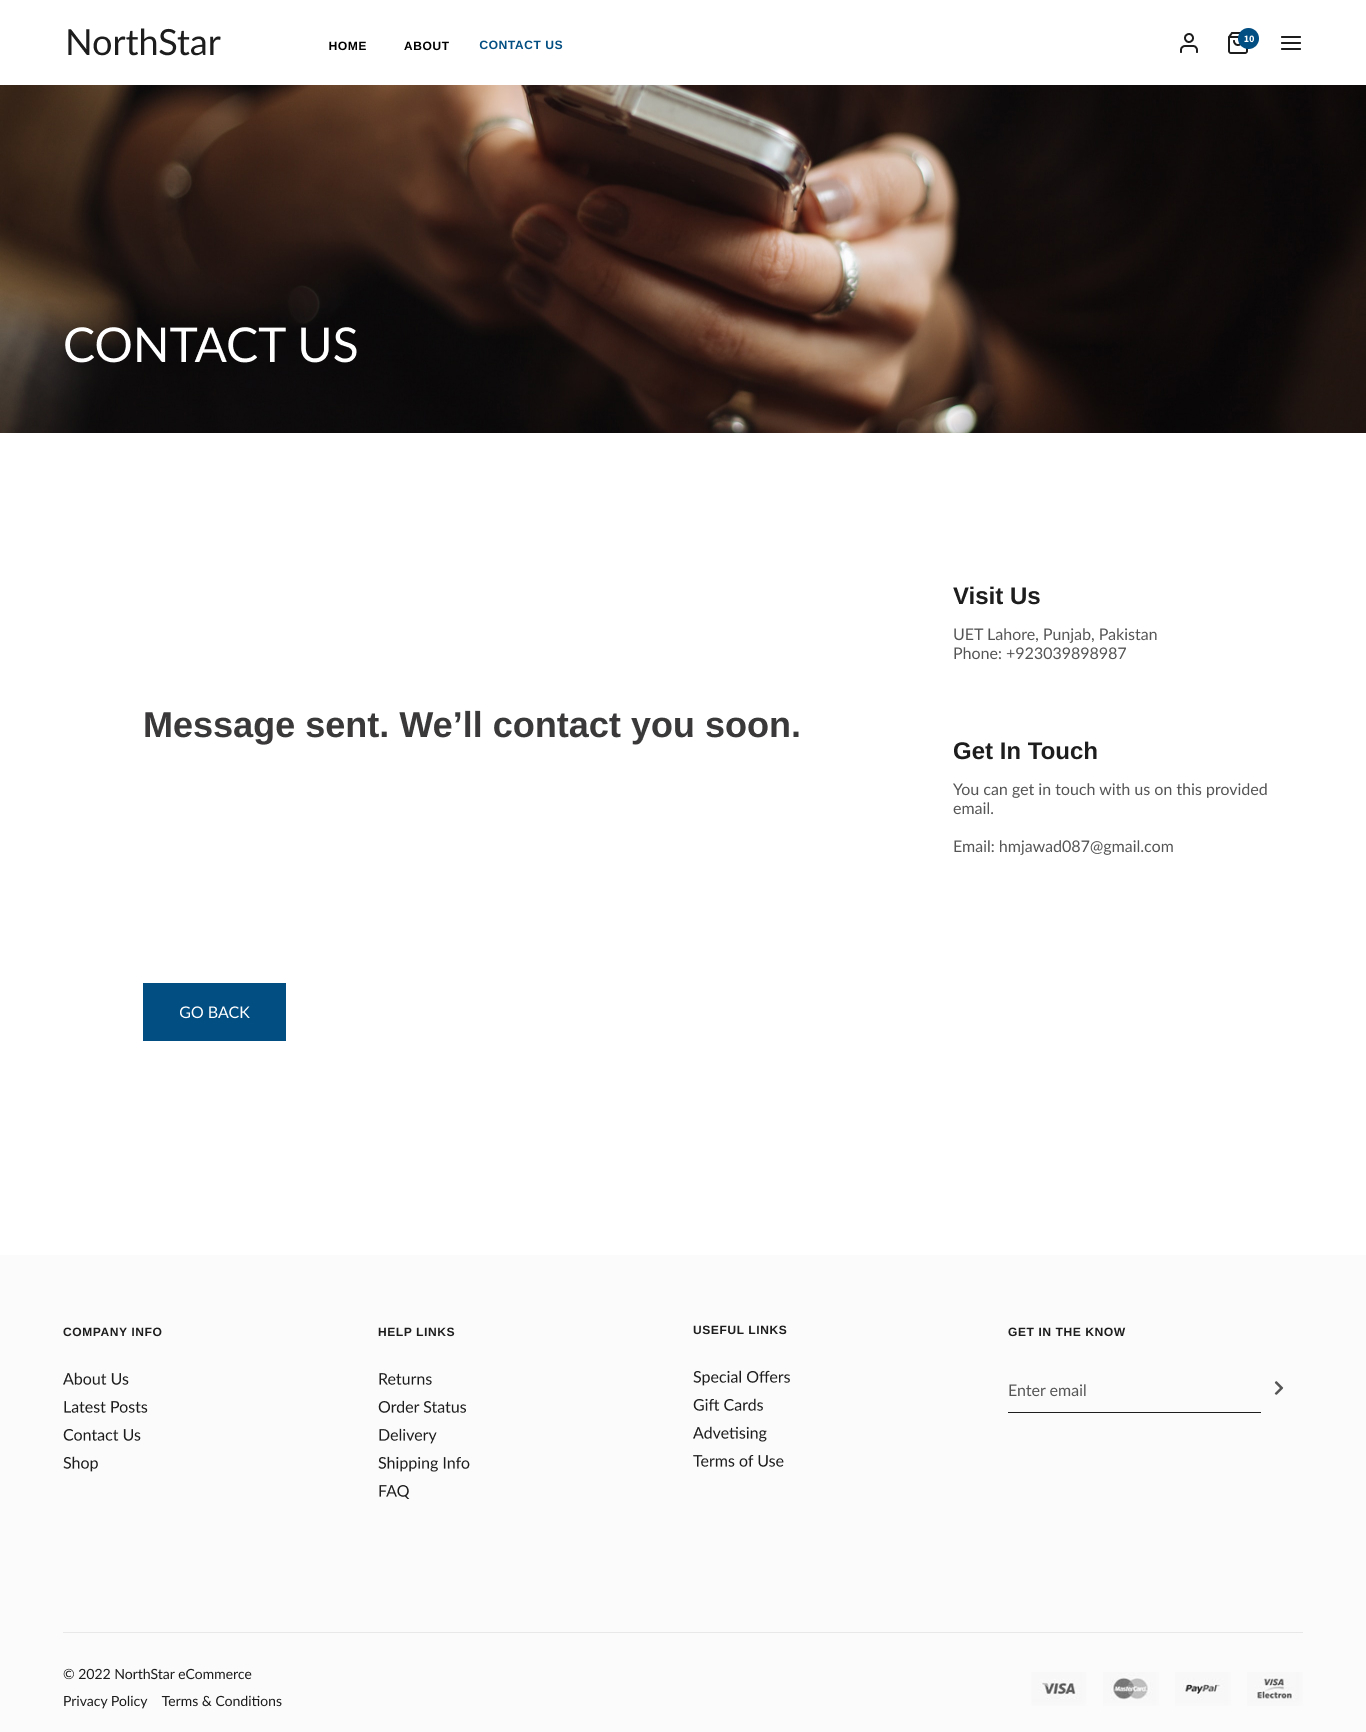 NorthStar
HOME
ABOUT
CONTACT US
10
CONTACT US
Visit Us
UET Lahore, Punjab, Pakistan
Phone: +923039898987
Message sent. We’ll contact you soon.
Get In Touch
You can get in touch with us on this provided
email.
Email: hmjawad087@gmail.com
GO BACK
COMPANY INFO
About Us
Latest Posts
Contact Us
Shop
HELP LINKS
Returns
Order Status
Delivery
Shipping Info
FAQ
USEFUL LINKS
Special Offers
Gift Cards
Advetising
Terms of Use
GET IN THE KNOW
Enter email
© 2022 NorthStar eCommerce
Privacy Policy Terms & Conditions
VISA
MasterCard
PayPal
VISA
Electron